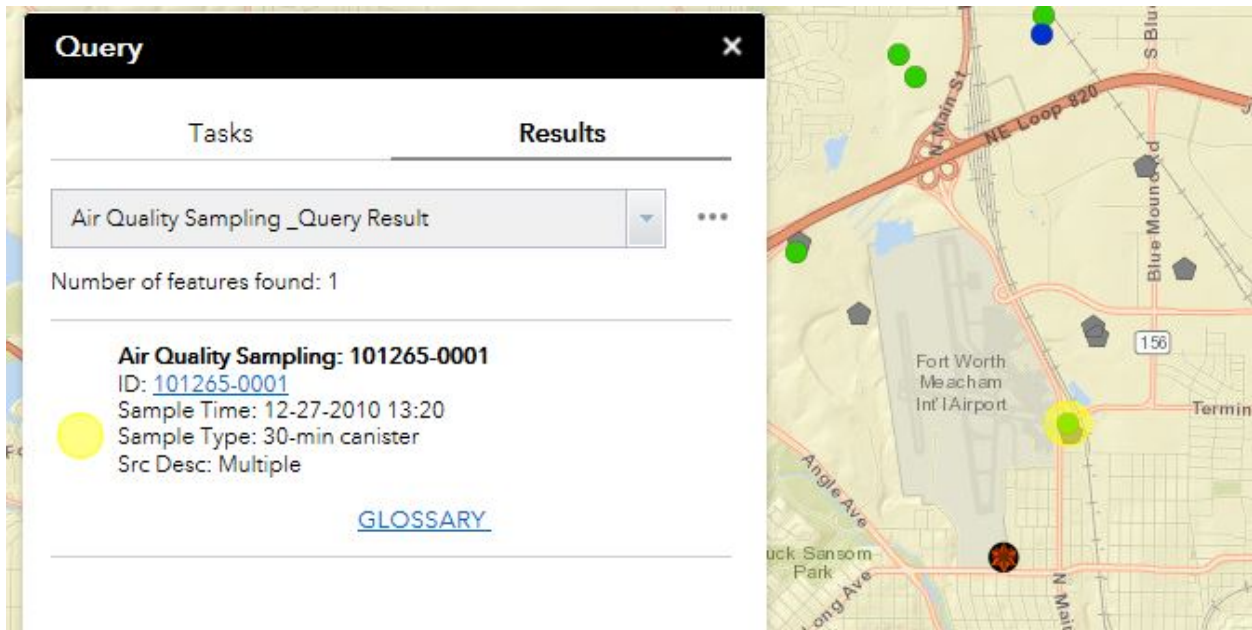 Query
×
Tasks
Results
Air Quality Sampling _Query Result
Number of features found: 1
Air Quality Sampling: 101265-0001
ID: 101265-0001
Sample Time: 12-27-2010 13:20
Sample Type: 30-min canister
Src Desc: Multiple
GLOSSARY
S Blu
N Main St
NE Loop 820
Blue Mound Rd
156
Fort Worth
Meacham
Int'l Airport
Termin
Angle Ave
uck Sansom
Park
Long Ave
N Mai